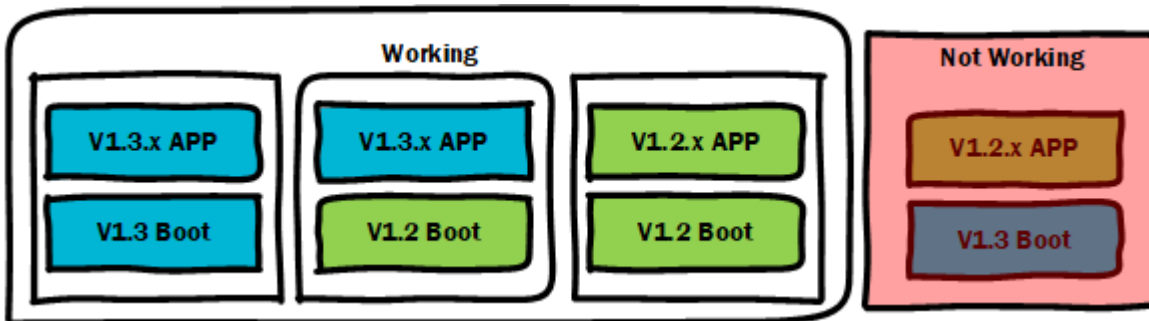 Working
Not Working
V1.3.x APP
V1.3.x APP
V1.2.x APP
V1.2.x APP
V1.3 Boot
V1.2 Boot
V1.2 Boot
V1.3 Boot